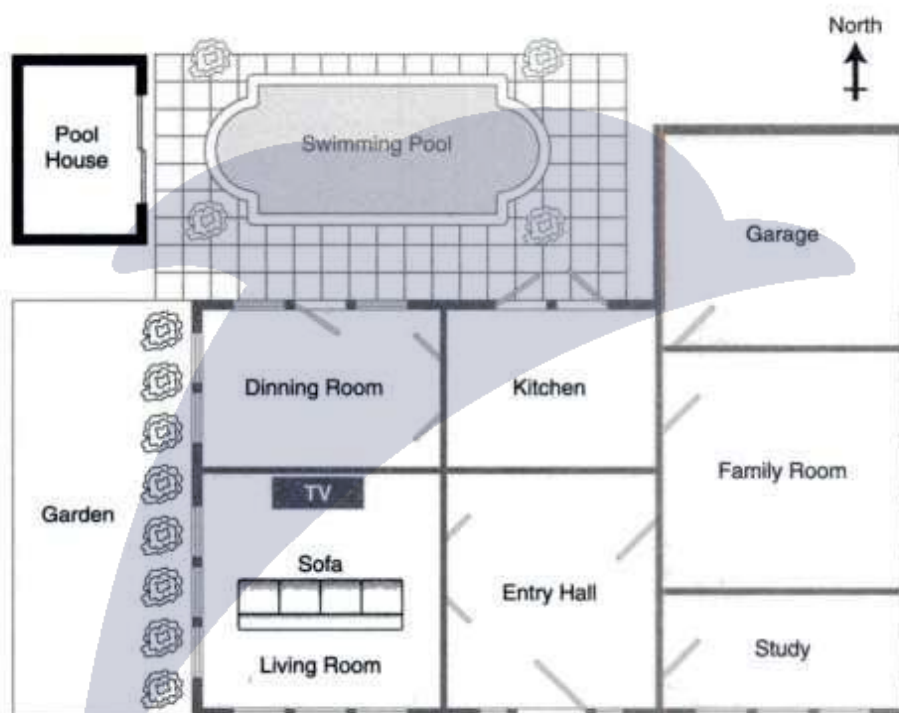 North
Pool
House
Swimming Pool
Garage
Dinning Room
Kitchen
Family Room
TV
Garden
Sofa
Entry Hall
Living Room
Study